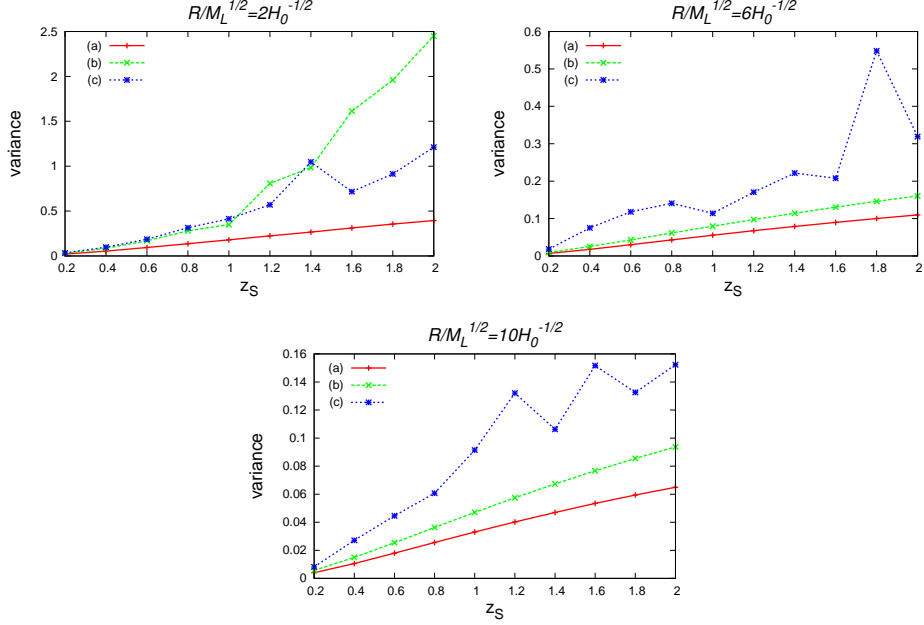 R/M_L^{1/2}=2H_0^{-1/2}
variance
2.5
2
1.5
1
0.5
0
(a)
(b)
(c)
0.2 0.4 0.6 0.8 1 1.2 1.4 1.6 1.8 2
z_S
R/M_L^{1/2}=6H_0^{-1/2}
variance
0.6
0.5
0.4
0.3
0.2
0.1
0
(a)
(b)
(c)
0.2 0.4 0.6 0.8 1 1.2 1.4 1.6 1.8 2
z_S
R/M_L^{1/2}=10H_0^{-1/2}
variance
0.16
0.14
0.12
0.1
0.08
0.06
0.04
0.02
0
(a)
(b)
(c)
0.2 0.4 0.6 0.8 1 1.2 1.4 1.6 1.8 2
z_S